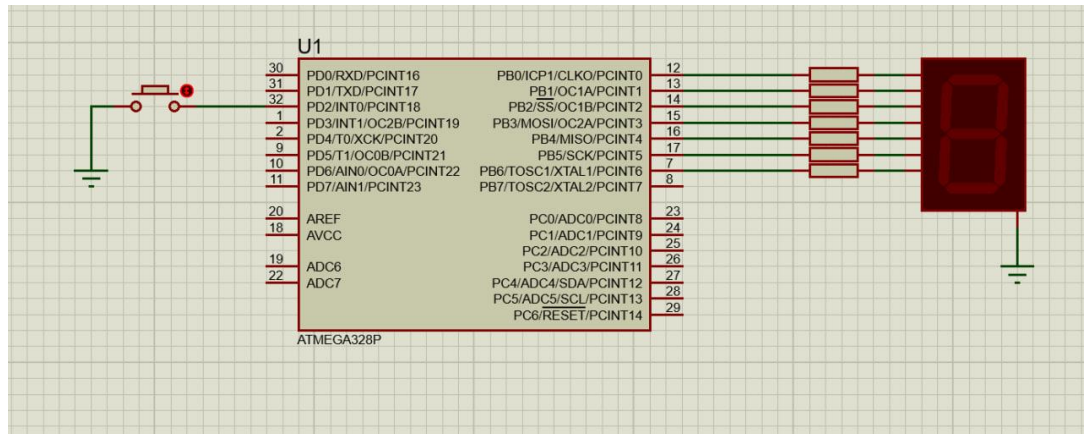 U1
30 PD0/RXD/PCINT16 PB0/ICP1/CLKO/PCINT0 12
31 PD1/TXD/PCINT17 PB1/OC1A/PCINT1 13
32 PD2/INT0/PCINT18 PB2/SS/OC1B/PCINT2 14
1 PD3/INT1/OC2B/PCINT19 PB3/MOSI/OC2A/PCINT3 15
2 PD4/T0/XCK/PCINT20 PB4/MISO/PCINT4 16
9 PD5/T1/OC0B/PCINT21 PB5/SCK/PCINT5 17
10 PD6/AIN0/OC0A/PCINT22 PB6/TOSC1/XTAL1/PCINT6 7
11 PD7/AIN1/PCINT23 PB7/TOSC2/XTAL2/PCINT7 8
20 AREF PC0/ADC0/PCINT8 23
18 AVCC PC1/ADC1/PCINT9 24
PC2/ADC2/PCINT10 25
19 ADC6 PC3/ADC3/PCINT11 26
22 ADC7 PC4/ADC4/SDA/PCINT12 27
PC5/ADC5/SCL/PCINT13 28
PC6/RESET/PCINT14 29
ATMEGA328P